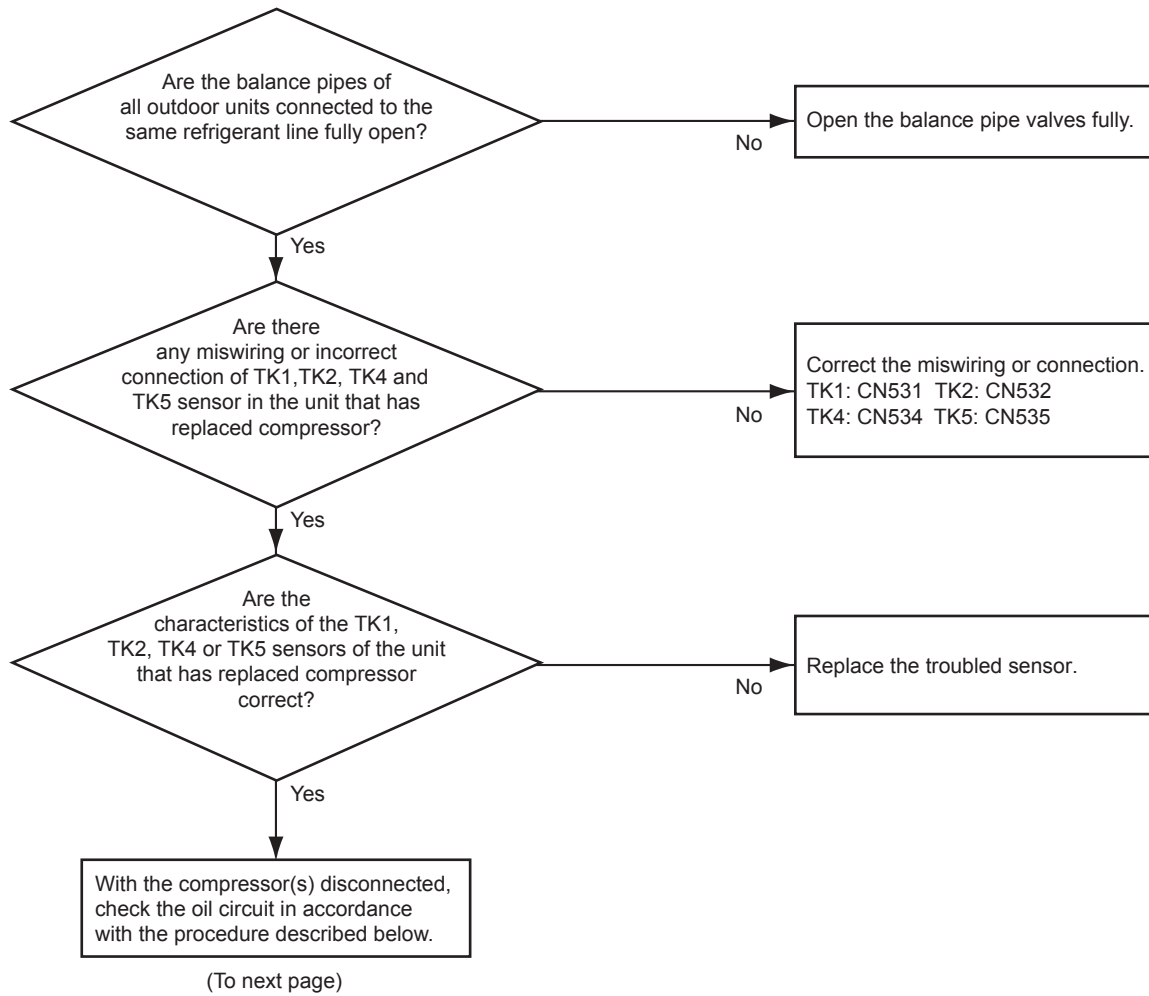 Are the balance pipes of
all outdoor units connected to the
same refrigerant line fully open?
No
Open the balance pipe valves fully.
Yes
Are there
any miswiring or incorrect
connection of TK1,TK2, TK4 and
TK5 sensor in the unit that has
replaced compressor?
No
Correct the miswiring or connection.
TK1: CN531 TK2: CN532
TK4: CN534 TK5: CN535
Yes
Are the
characteristics of the TK1,
TK2, TK4 or TK5 sensors of the unit
that has replaced compressor
correct?
No
Replace the troubled sensor.
Yes
With the compressor(s) disconnected,
check the oil circuit in accordance
with the procedure described below.
(To next page)